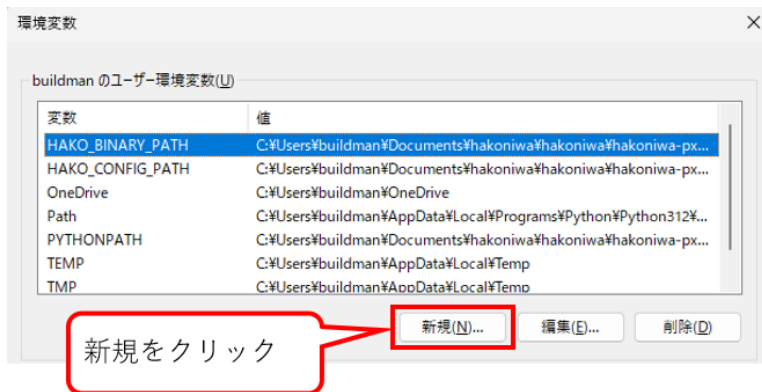 環境変数
buildman のユーザー環境変数(U)
変数 値
HAKO_BINARY_PATH C:¥Users¥buildman¥Documents¥hakoniwa¥hakoniwa¥hakoniwa-px...
HAKO_CONFIG_PATH C:¥Users¥buildman¥Documents¥hakoniwa¥hakoniwa¥hakoniwa-px...
OneDrive C:¥Users¥buildman¥OneDrive
Path C:¥Users¥buildman¥AppData¥Local¥Programs¥Python¥Python312¥...
PYTHONPATH C:¥Users¥buildman¥Documents¥hakoniwa¥hakoniwa¥hakoniwa-px...
TEMP C:¥Users¥buildman¥AppData¥Local¥Temp
TMP C:¥Users¥buildman¥AppData¥Local¥Temp
新規(N)... 編集(E)... 削除(D)
新規をクリック